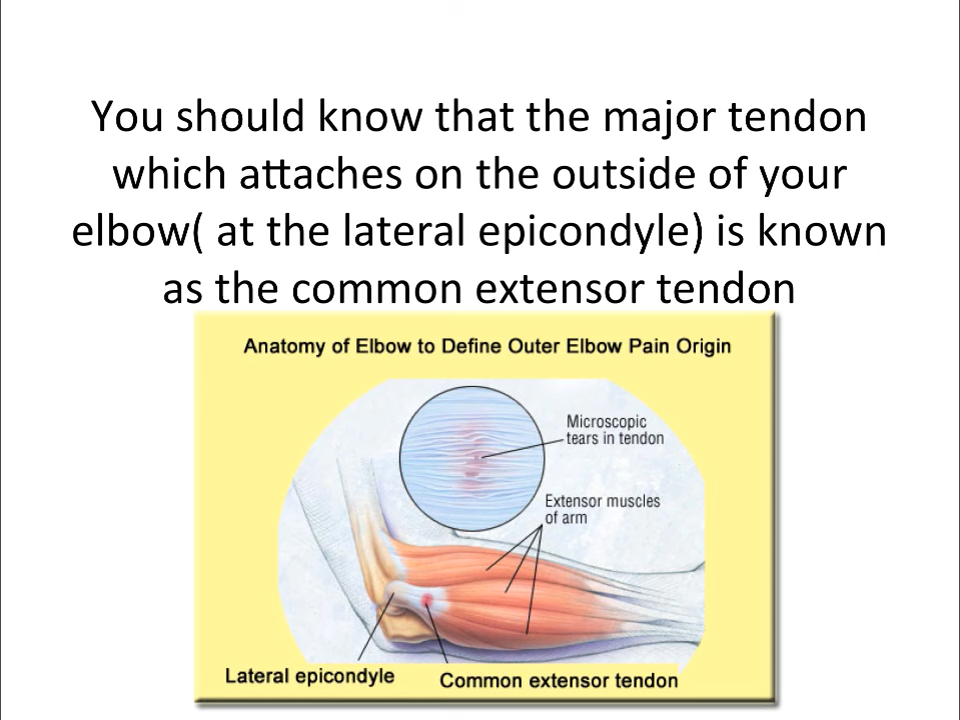 You should know that the major tendon
which attaches on the outside of your
elbow( at the lateral epicondyle) is known
as the common extensor tendon
Anatomy of Elbow to Define Outer Elbow Pain Origin
Microscopic
tears in tendon
Extensor muscles
of arm
Lateral epicondyle
Common extensor tendon